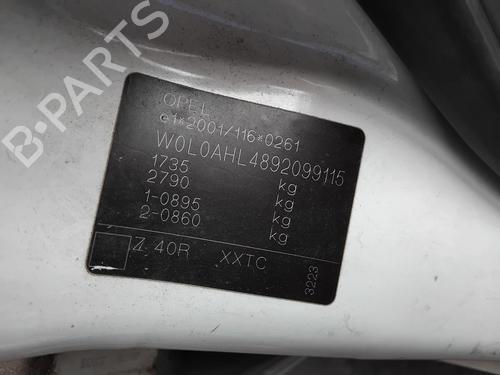 B-PARTS
OPEL
e1*2001/116*0261
W0L0AHL4892099115
1735 kg
2790 kg
1-0895 kg
2-0860 kg
Z 40R XXTC
3223